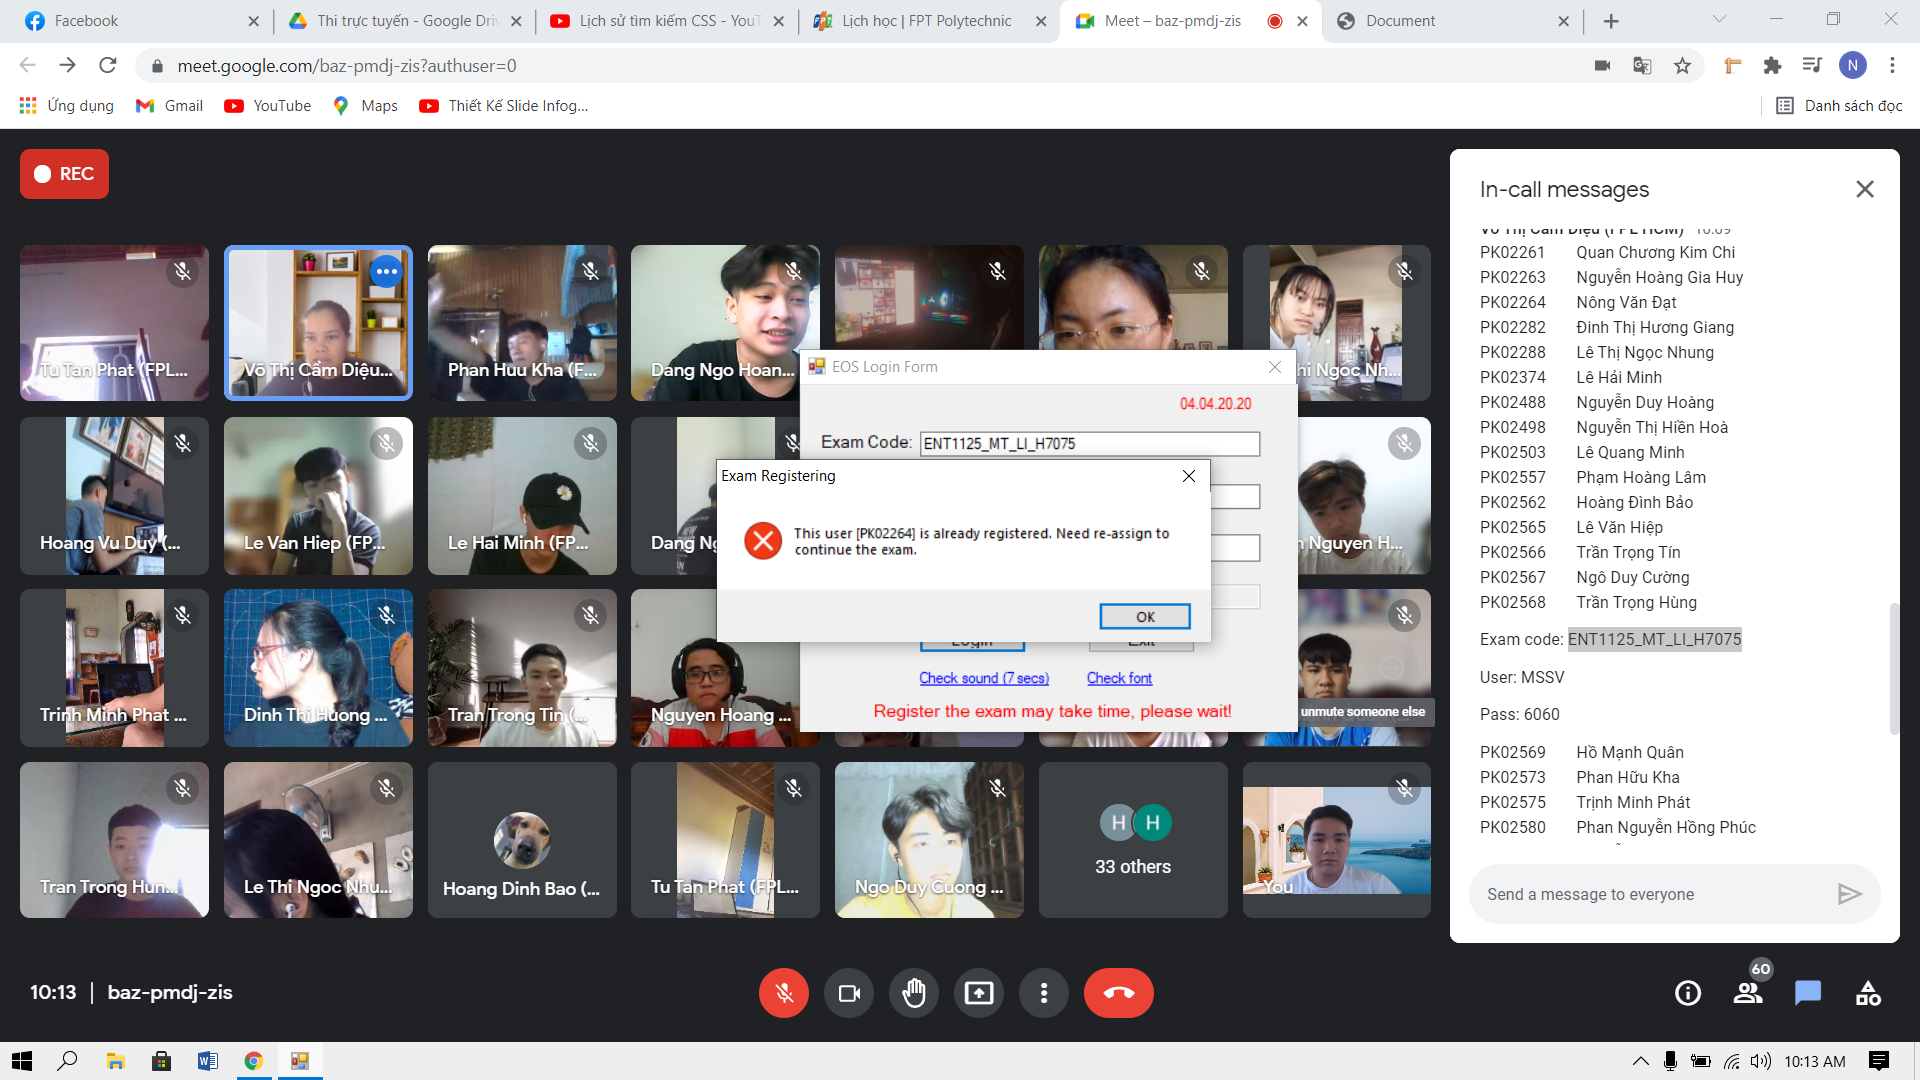 Facebook
Thi trực tuyến - Google Driv
Lịch sử tìm kiếm CSS - YouT
Lịch học | FPT Polytechnic
Meet – baz-pmdj-zis
Document
meet.google.com/baz-pmdj-zis?authuser=0
N
Ứng dụng
Gmail
YouTube
Maps
Thiết Kế Slide Infog...
Danh sách đọc
REC
Tu Tan Phat (FPL...
Võ Thị Cẩm Diệu...
Phan Huu Kha (F...
Dang Ngo Hoan...
hi Ngoc Nh...
Hoang Vu Duy (...
Le Van Hiep (FP...
Le Hai Minh (FP...
Dang Ng
n Nguyen H...
Trinh Minh Phat ...
Dinh Thi Huong ...
Tran Trong Tin (...
Nguyen Hoang ...
unmute someone else
Tran Trong Hun...
Le Thi Ngoc Nhu...
Hoang Dinh Bao (...
Tu Tan Phat (FPL...
Ngo Duy Cuong ...
H
H
33 others
You
EOS Login Form
04.04.20.20
Exam Code:
ENT1125_MT_LI_H7075
Exam Registering
This user [PK02264] is already registered. Need re-assign to
continue the exam.
OK
Login
Exit
Check sound (7 secs)
Check font
Register the exam may take time, please wait!
In-call messages
Võ Thị Cẩm Diệu (FPL HCM) 10:09
PK02261 Quan Chương Kim Chi
PK02263 Nguyễn Hoàng Gia Huy
PK02264 Nông Văn Đạt
PK02282 Đinh Thị Hương Giang
PK02288 Lê Thị Ngọc Nhung
PK02374 Lê Hải Minh
PK02488 Nguyễn Duy Hoàng
PK02498 Nguyễn Thị Hiền Hoà
PK02503 Lê Quang Minh
PK02557 Phạm Hoàng Lâm
PK02562 Hoàng Đình Bảo
PK02565 Lê Văn Hiệp
PK02566 Trần Trọng Tín
PK02567 Ngô Duy Cường
PK02568 Trần Trọng Hùng
Exam code: ENT1125_MT_LI_H7075
User: MSSV
Pass: 6060
PK02569 Hồ Mạnh Quân
PK02573 Phan Hữu Kha
PK02575 Trịnh Minh Phát
PK02580 Phan Nguyễn Hồng Phúc
Send a message to everyone
10:13 | baz-pmdj-zis
60
10:13 AM